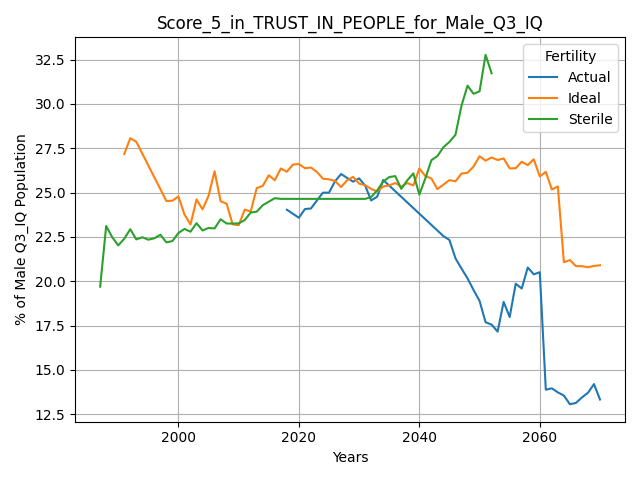 Score_5_in_TRUST_IN_PEOPLE_for_Male_Q3_IQ
Fertility
Actual
Ideal
Sterile
% of Male Q3_IQ Population
32.5
30.0
27.5
25.0
22.5
20.0
17.5
15.0
12.5
2000
2020
2040
2060
Years